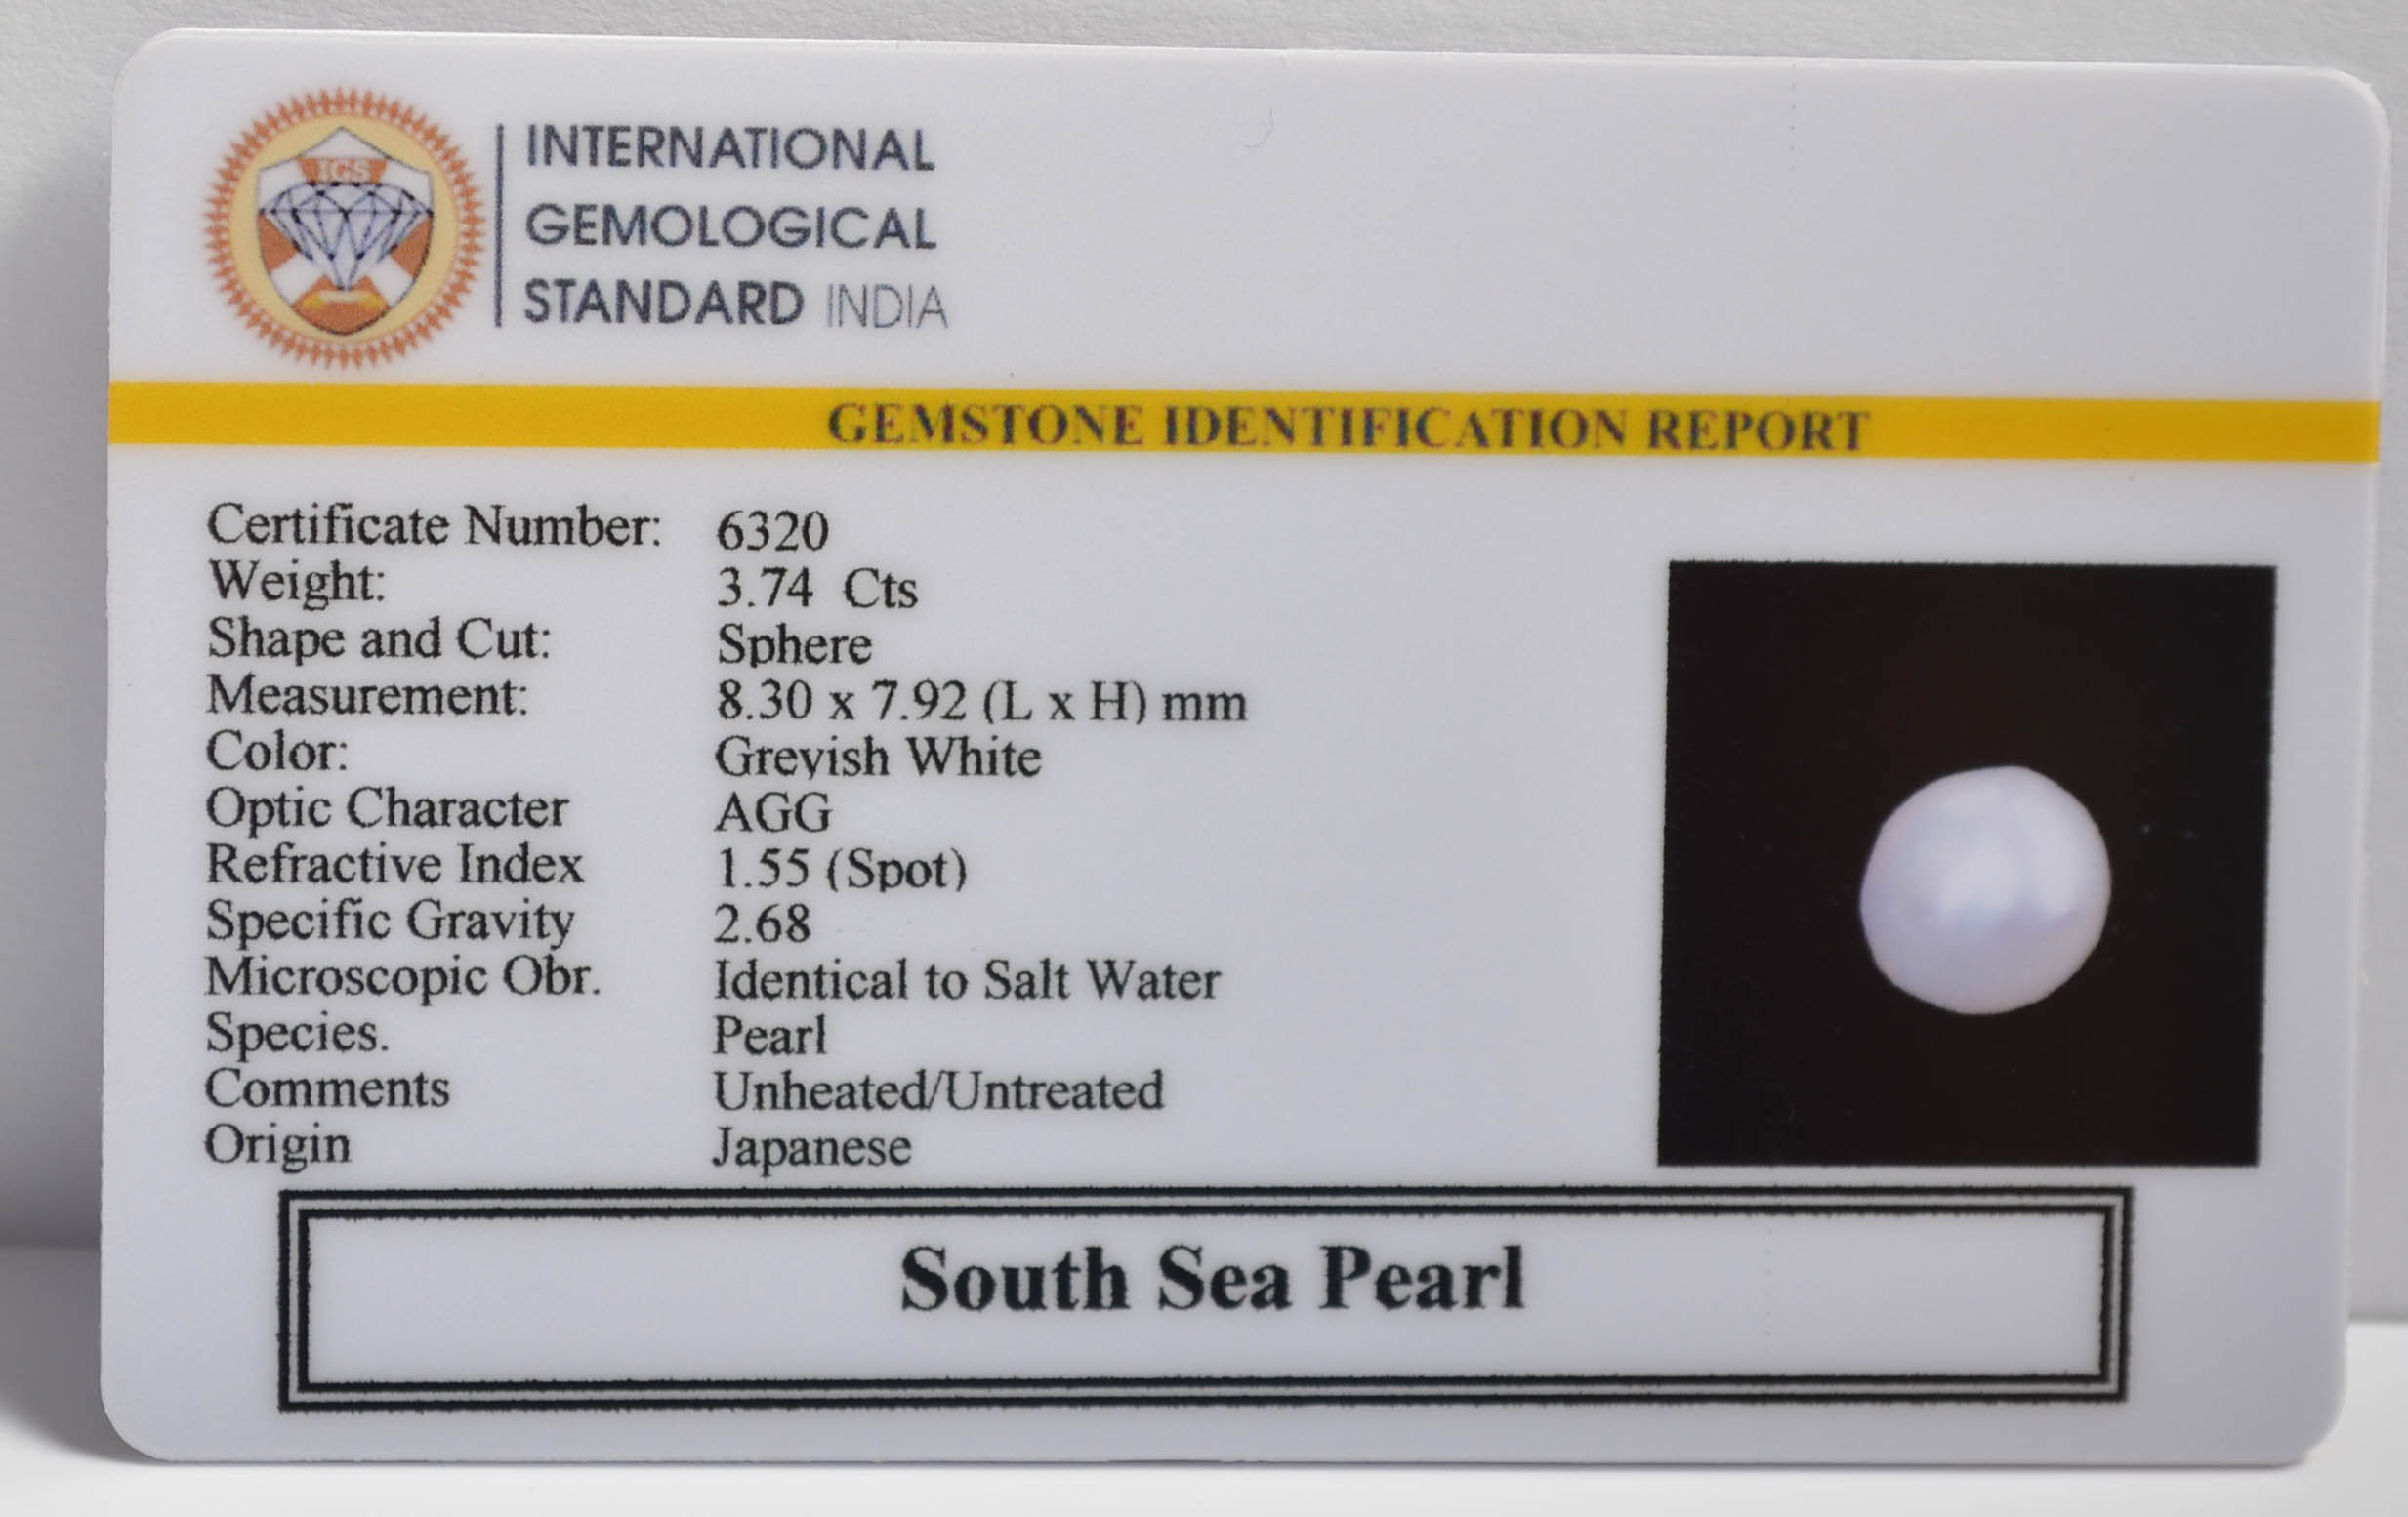 IGS
INTERNATIONAL
GEMOLOGICAL
STANDARD INDIA
GEMSTONE IDENTIFICATION REPORT
Certificate Number: 6320
Weight: 3.74 Cts
Shape and Cut: Sphere
Measurement: 8.30 x 7.92 (L x H) mm
Color: Greyish White
Optic Character AGG
Refractive Index 1.55 (Spot)
Specific Gravity 2.68
Microscopic Obr. Identical to Salt Water
Species. Pearl
Comments Unheated/Untreated
Origin Japanese
South Sea Pearl